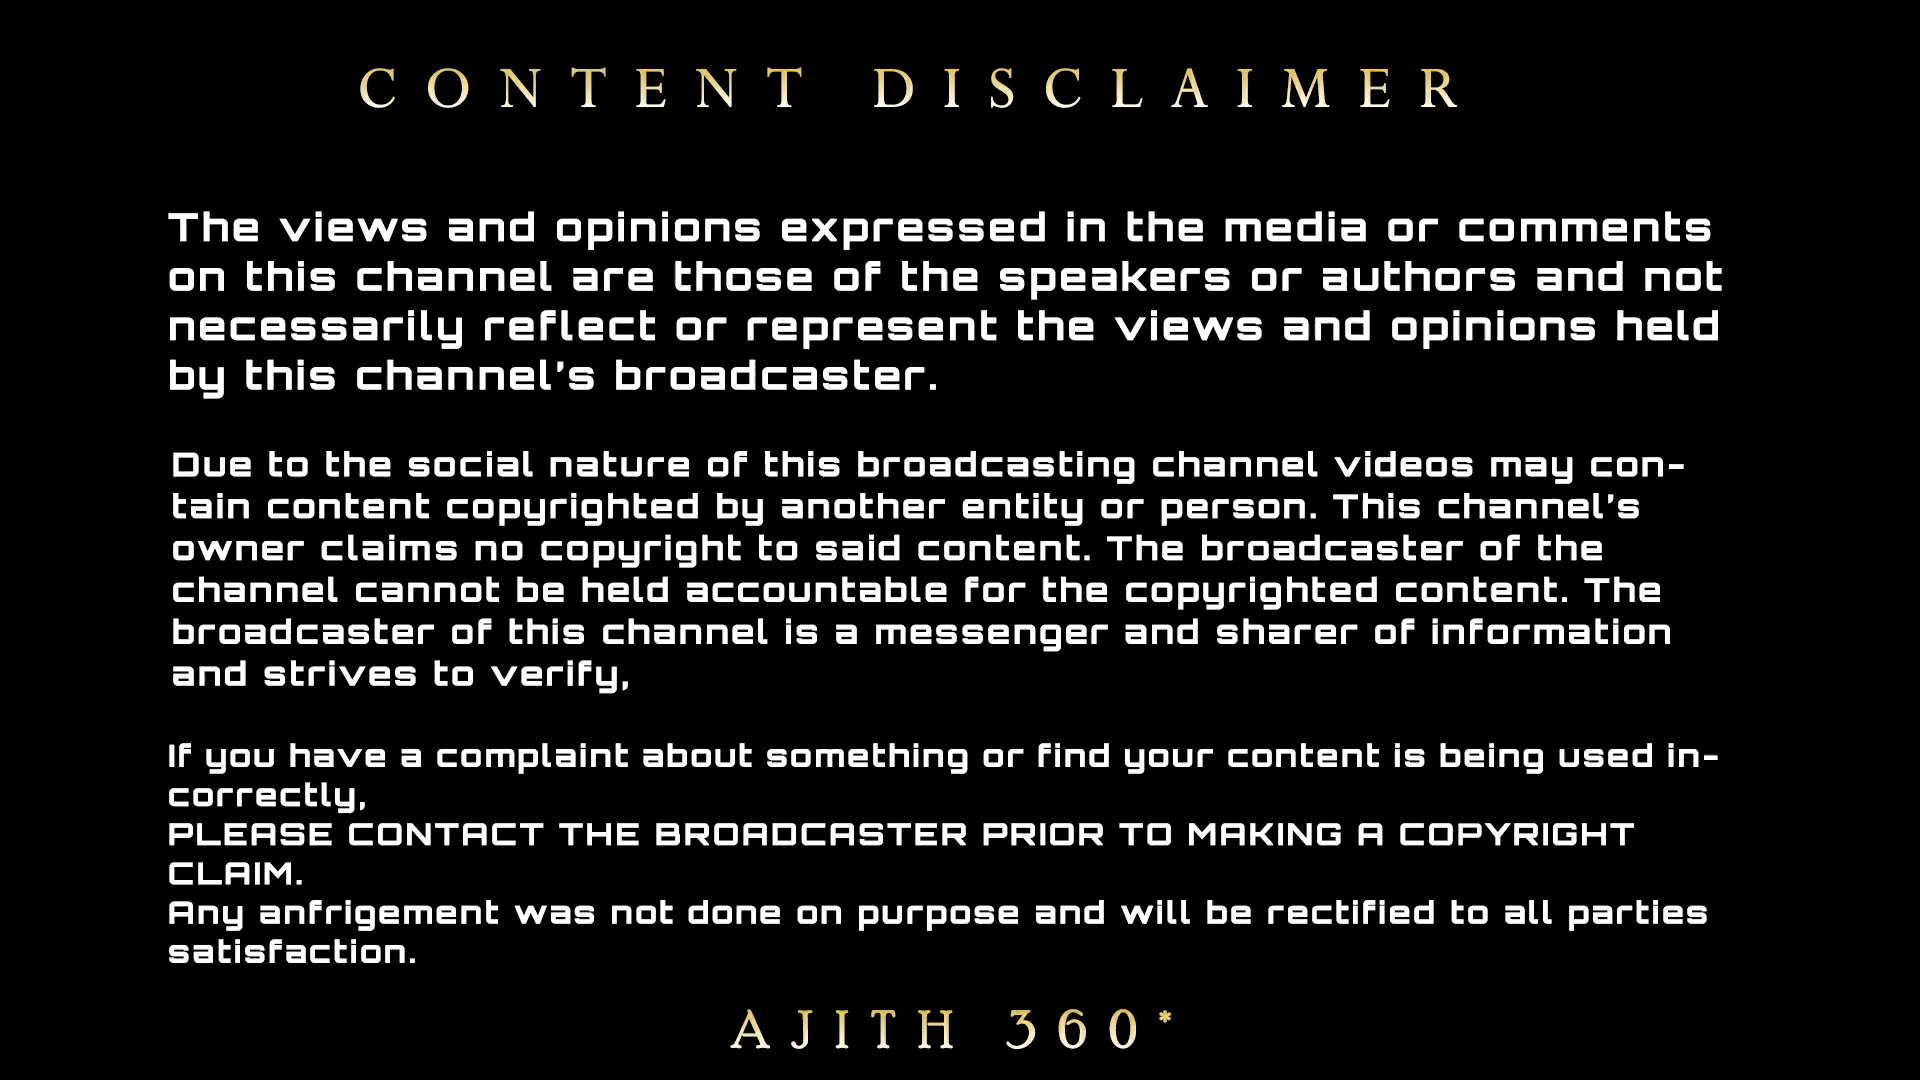 CONTENT DISCLAIMER
The views and opinions expressed in the media or comments
on this channel are those of the speakers or authors and not
necessarily reflect or represent the views and opinions held
by this channel's broadcaster.
Due to the social nature of this broadcasting channel videos may con-
tain content copyrighted by another entity or person. This channel's
owner claims no copyright to said content. The broadcaster of the
channel cannot be held accountable for the copyrighted content. The
broadcaster of this channel is a messenger and sharer of information
and strives to verify,
If you have a complaint about something or find your content is being used in-
correctly,
PLEASE CONTACT THE BROADCASTER PRIOR TO MAKING A COPYRIGHT
CLAIM.
Any anfrigement was not done on purpose and will be rectified to all parties
satisfaction.
AJITH 360*